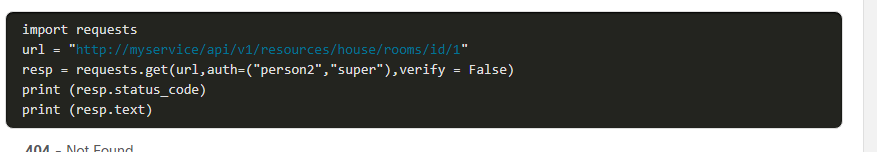 import requests
url = "http://myservice/api/v1/resources/house/rooms/id/1"
resp = requests.get(url,auth=("person2","super"),verify = False)
print (resp.status_code)
print (resp.text)
404 - Not Found